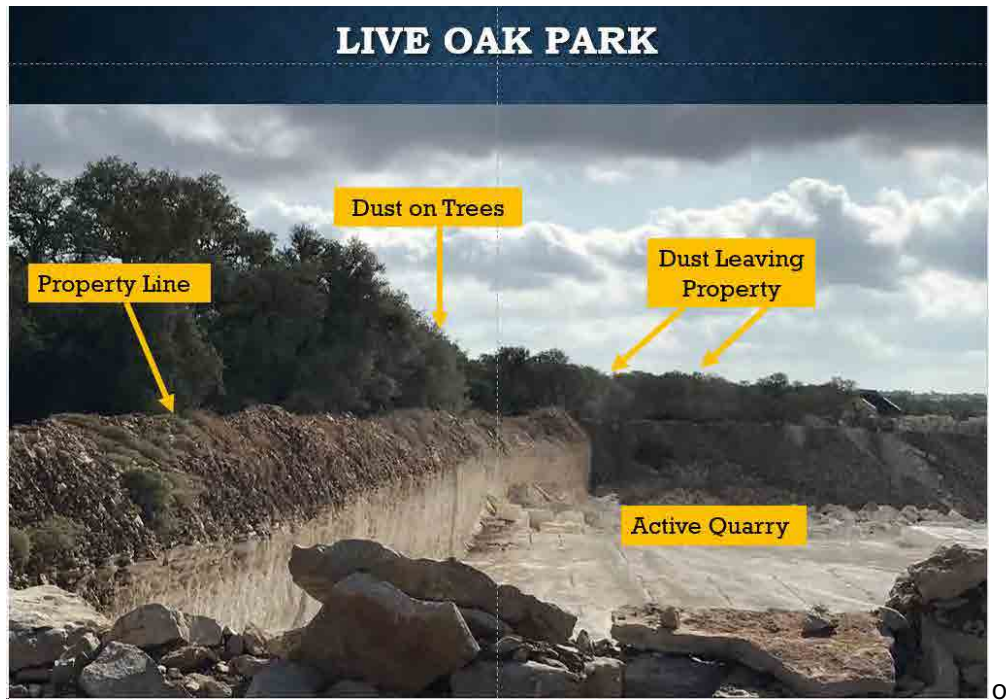 LIVE OAK PARK
Dust on Trees
Dust Leaving
Property
Property Line
Active Quarry